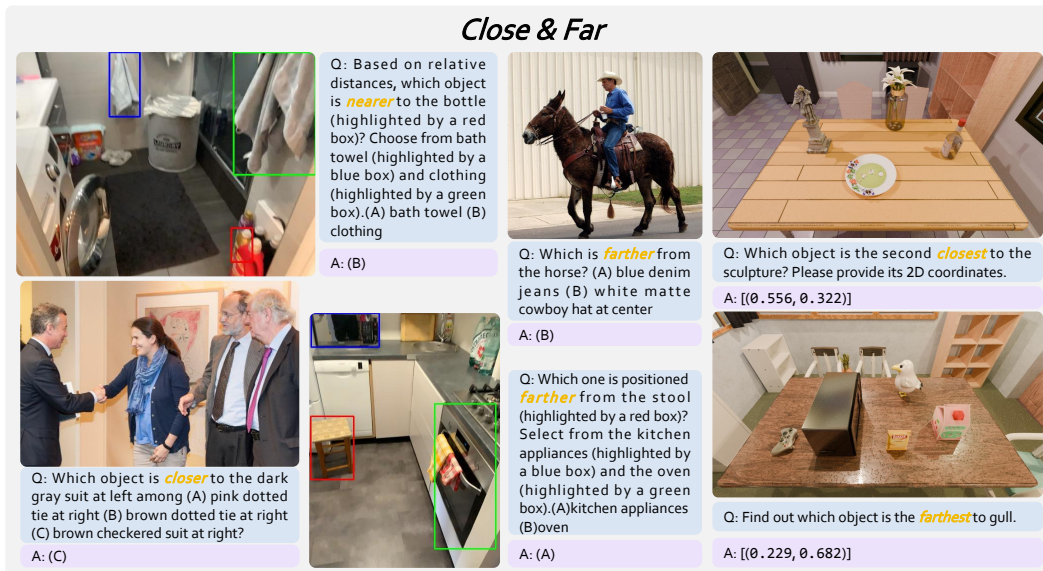 Close & Far
Q: Based on relative
distances, which object
is nearer to the bottle
(highlighted by a red
box)? Choose from bath
towel (highlighted by a
blue box) and clothing
(highlighted by a green
box).(A) bath towel (B)
clothing
A: (B)
Q: Which object is closer to the dark
gray suit at left among (A) pink dotted
tie at right (B) brown dotted tie at right
(C) brown checkered suit at right?
A: (C)
Q: Which is farther from
the horse? (A) blue denim
jeans (B) white matte
cowboy hat at center
A: (B)
Q: Which one is positioned
farther from the stool
(highlighted by a red box)?
Select from the kitchen
appliances (highlighted by
a blue box) and the oven
(highlighted by a green
box).(A)kitchen appliances
(B)oven
A: (A)
Q: Which object is the second closest to the
sculpture? Please provide its 2D coordinates.
A: [(0.556, 0.322)]
Q: Find out which object is the farthest to gull.
A: [(0.229, 0.682)]